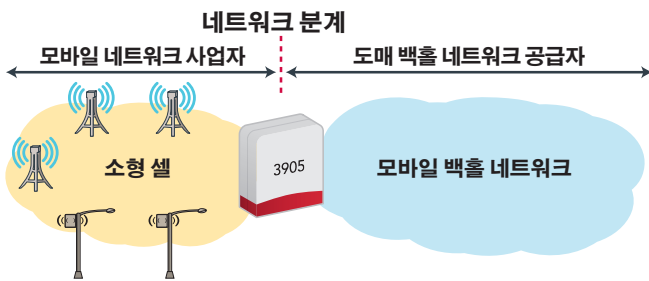 네트워크 분계
모바일 네트워크 사업자
도매 백홀 네트워크 공급자
소형 셀
3905
모바일 백홀 네트워크